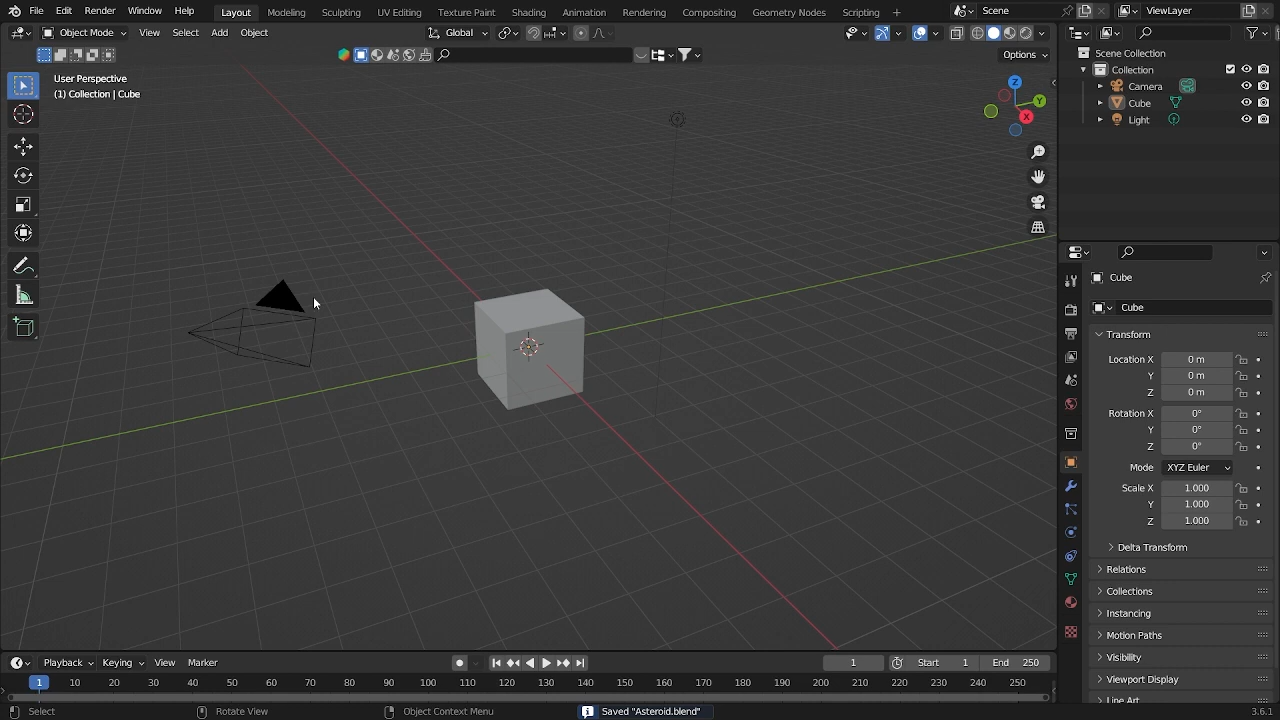 File Edit Render Window Help Layout Modeling Sculpting UV Editing Texture Paint Shading Animation Rendering Compositing Geometry Nodes Scripting + Scene ViewLayer
Object Mode View Select Add Object Global
Options
User Perspective
(1) Collection | Cube
Z
Y
X
Scene Collection
Collection
Camera
Cube
Light
Cube
Cube
Transform
Location X 0 m
Y 0 m
Z 0 m
Rotation X 0°
Y 0°
Z 0°
Mode XYZ Euler
Scale X 1.000
Y 1.000
Z 1.000
Delta Transform
Relations
Collections
Instancing
Motion Paths
Visibility
Viewport Display
Line Art
Playback Keying View Marker 1 Start 1 End 250
1 10 20 30 40 50 60 70 80 90 100 110 120 130 140 150 160 170 180 190 200 210 220 230 240 250
Select Rotate View Object Context Menu Saved "Asteroid.blend" 3.6.1